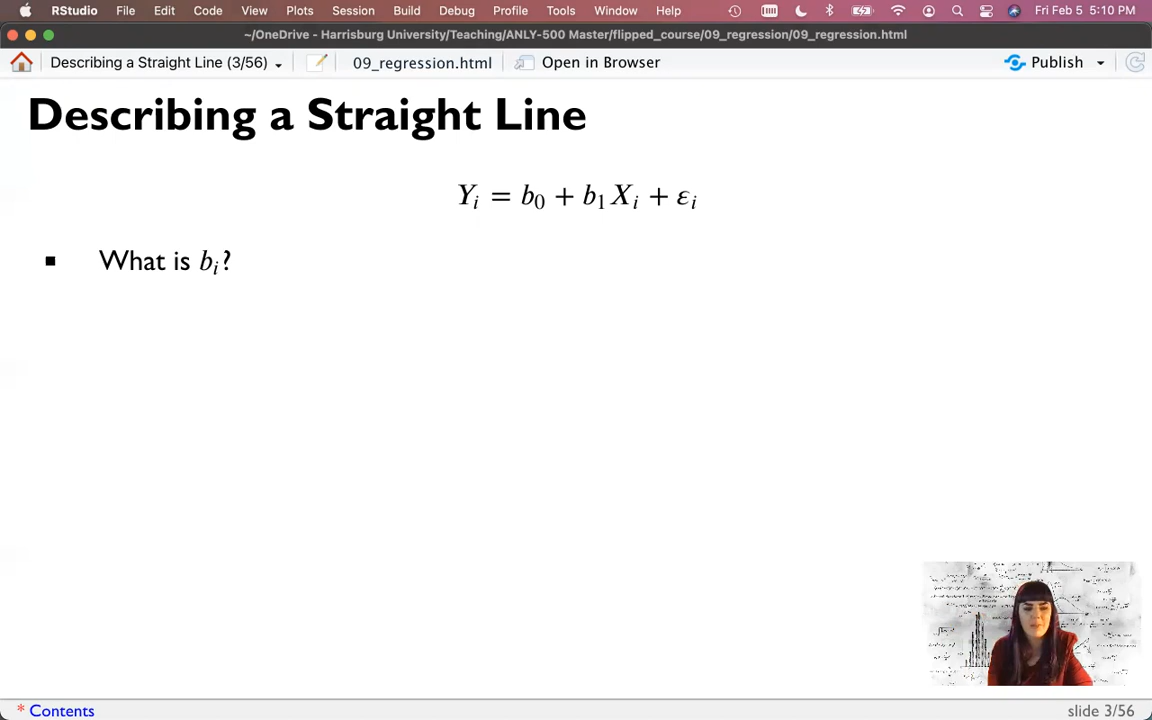 RStudio File Edit Code View Plots Session Build Debug Profile Tools Window Help Fri Feb 5 5:10 PM
~/OneDrive - Harrisburg University/Teaching/ANLY-500 Master/flipped_course/09_regression/09_regression.html
Describing a Straight Line (3/56) 09_regression.html Open in Browser Publish
Describing a Straight Line
Yᵢ = b₀ + b₁Xᵢ + εᵢ
▪ What is bᵢ?
* Contents slide 3/56